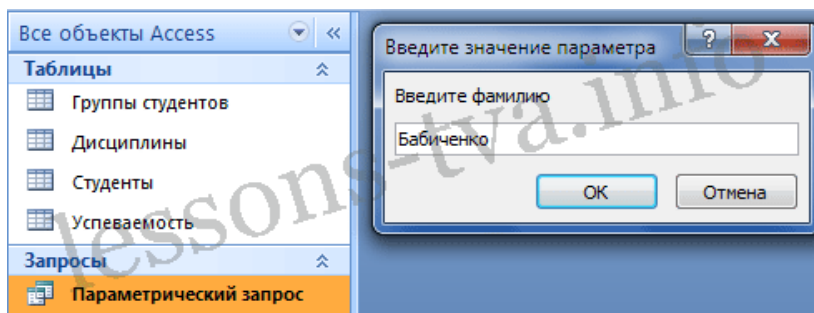 Все объекты Access
Таблицы
Группы студентов
Дисциплины
Студенты
Успеваемость
Запросы
Параметрический запрос
Введите значение параметра
Введите фамилию
Бабиченко
ОК
Отмена
lessons-tva.info